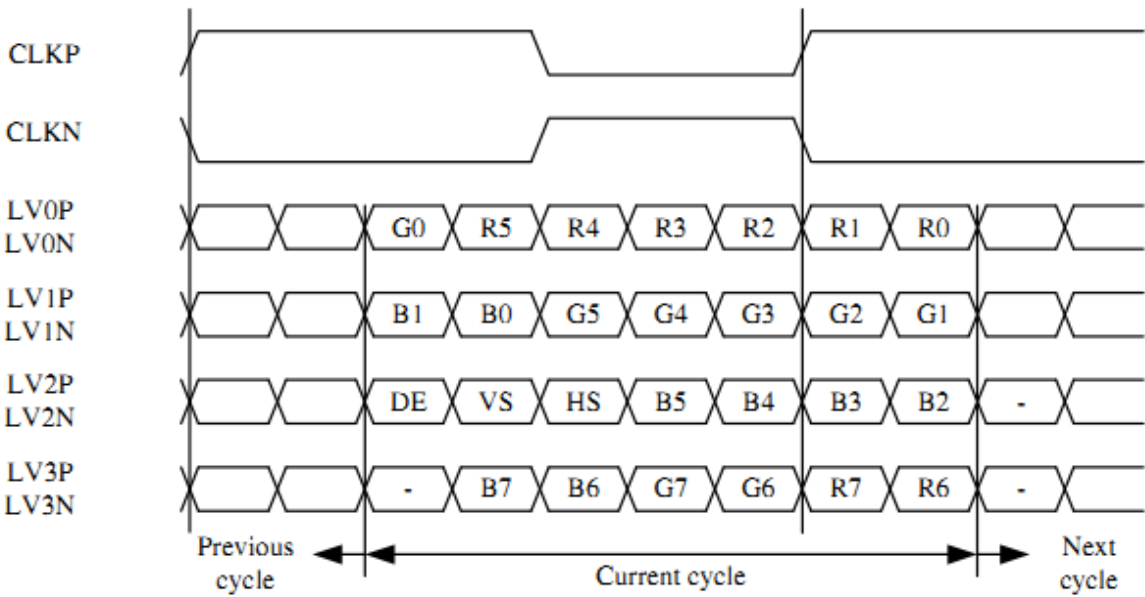 CLKP
CLKN
LV0P
LV0N
G0 R5 R4 R3 R2 R1 R0
LV1P
LV1N
B1 B0 G5 G4 G3 G2 G1
LV2P
LV2N
DE VS HS B5 B4 B3 B2 -
LV3P
LV3N
- B7 B6 G7 G6 R7 R6 -
Previous
cycle
Current cycle
Next
cycle